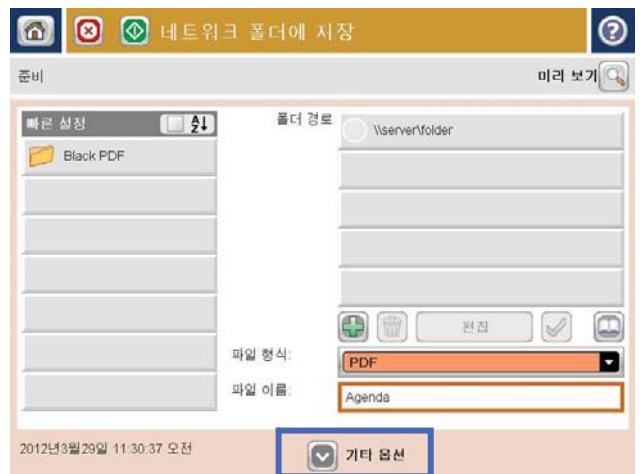 네트워크 폴더에 저장
준비
미리 보기
빠른 설정
폴더 경로
\\server\folder
Black PDF
편집
파일 형식:
PDF
파일 이름:
Agenda
2012년3월29일 11:30:37 오전
기타 옵션